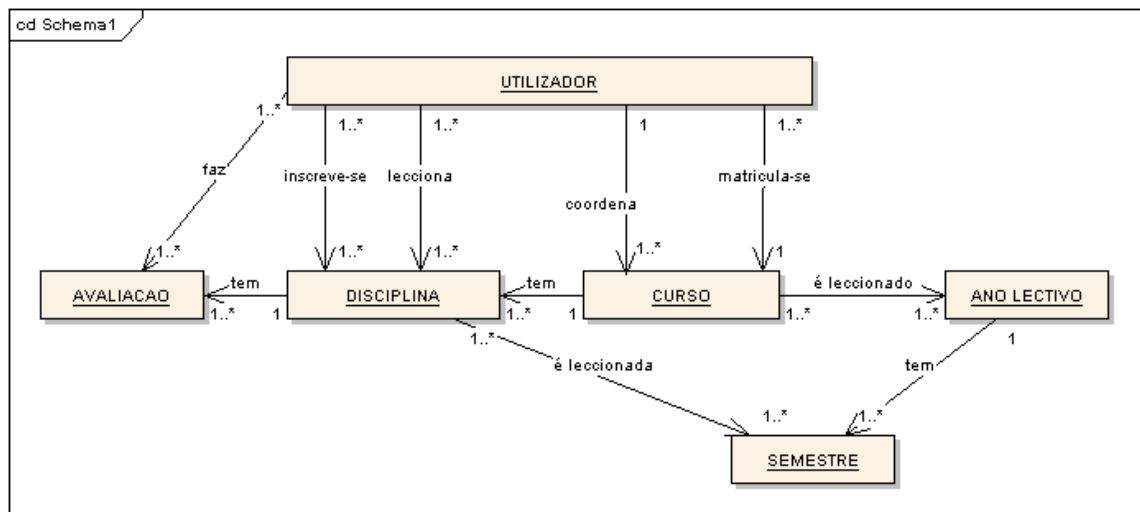 cd Schema1
UTILIZADOR
1..* 1..* 1..* 1 1..*
faz inscreve-se lecciona matricula-se
coordena
1..* 1..* 1..* 1..* 1
tem tem é leccionado
AVALIACAO DISCIPLINA CURSO ANO LECTIVO
1..* 1 1..* 1 1..* 1..*
1..* 1
é leccionada tem
1..* 1..*
SEMESTRE